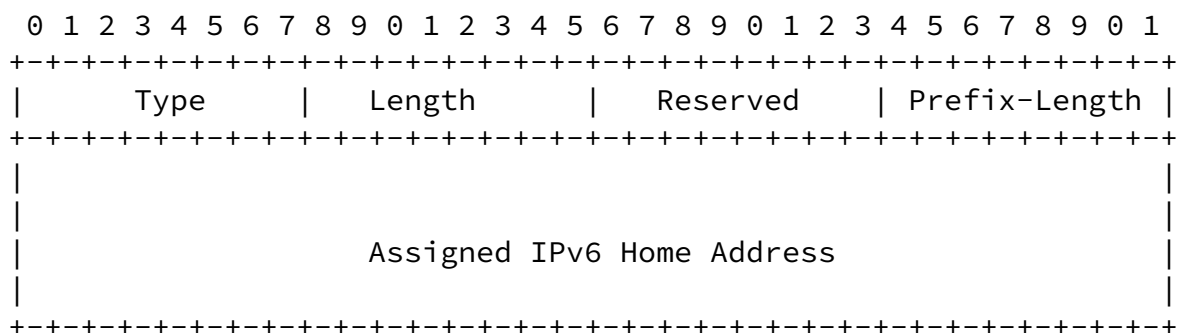 0 1 2 3 4 5 6 7 8 9 0 1 2 3 4 5 6 7 8 9 0 1 2 3 4 5 6 7 8 9 0 1
+-+-+-+-+-+-+-+-+-+-+-+-+-+-+-+-+-+-+-+-+-+-+-+-+-+-+-+-+-+-+-+-+
| Type | Length | Reserved | Prefix-Length |
+-+-+-+-+-+-+-+-+-+-+-+-+-+-+-+-+-+-+-+-+-+-+-+-+-+-+-+-+-+-+-+-+
| |
| |
| Assigned IPv6 Home Address |
| |
+-+-+-+-+-+-+-+-+-+-+-+-+-+-+-+-+-+-+-+-+-+-+-+-+-+-+-+-+-+-+-+-+